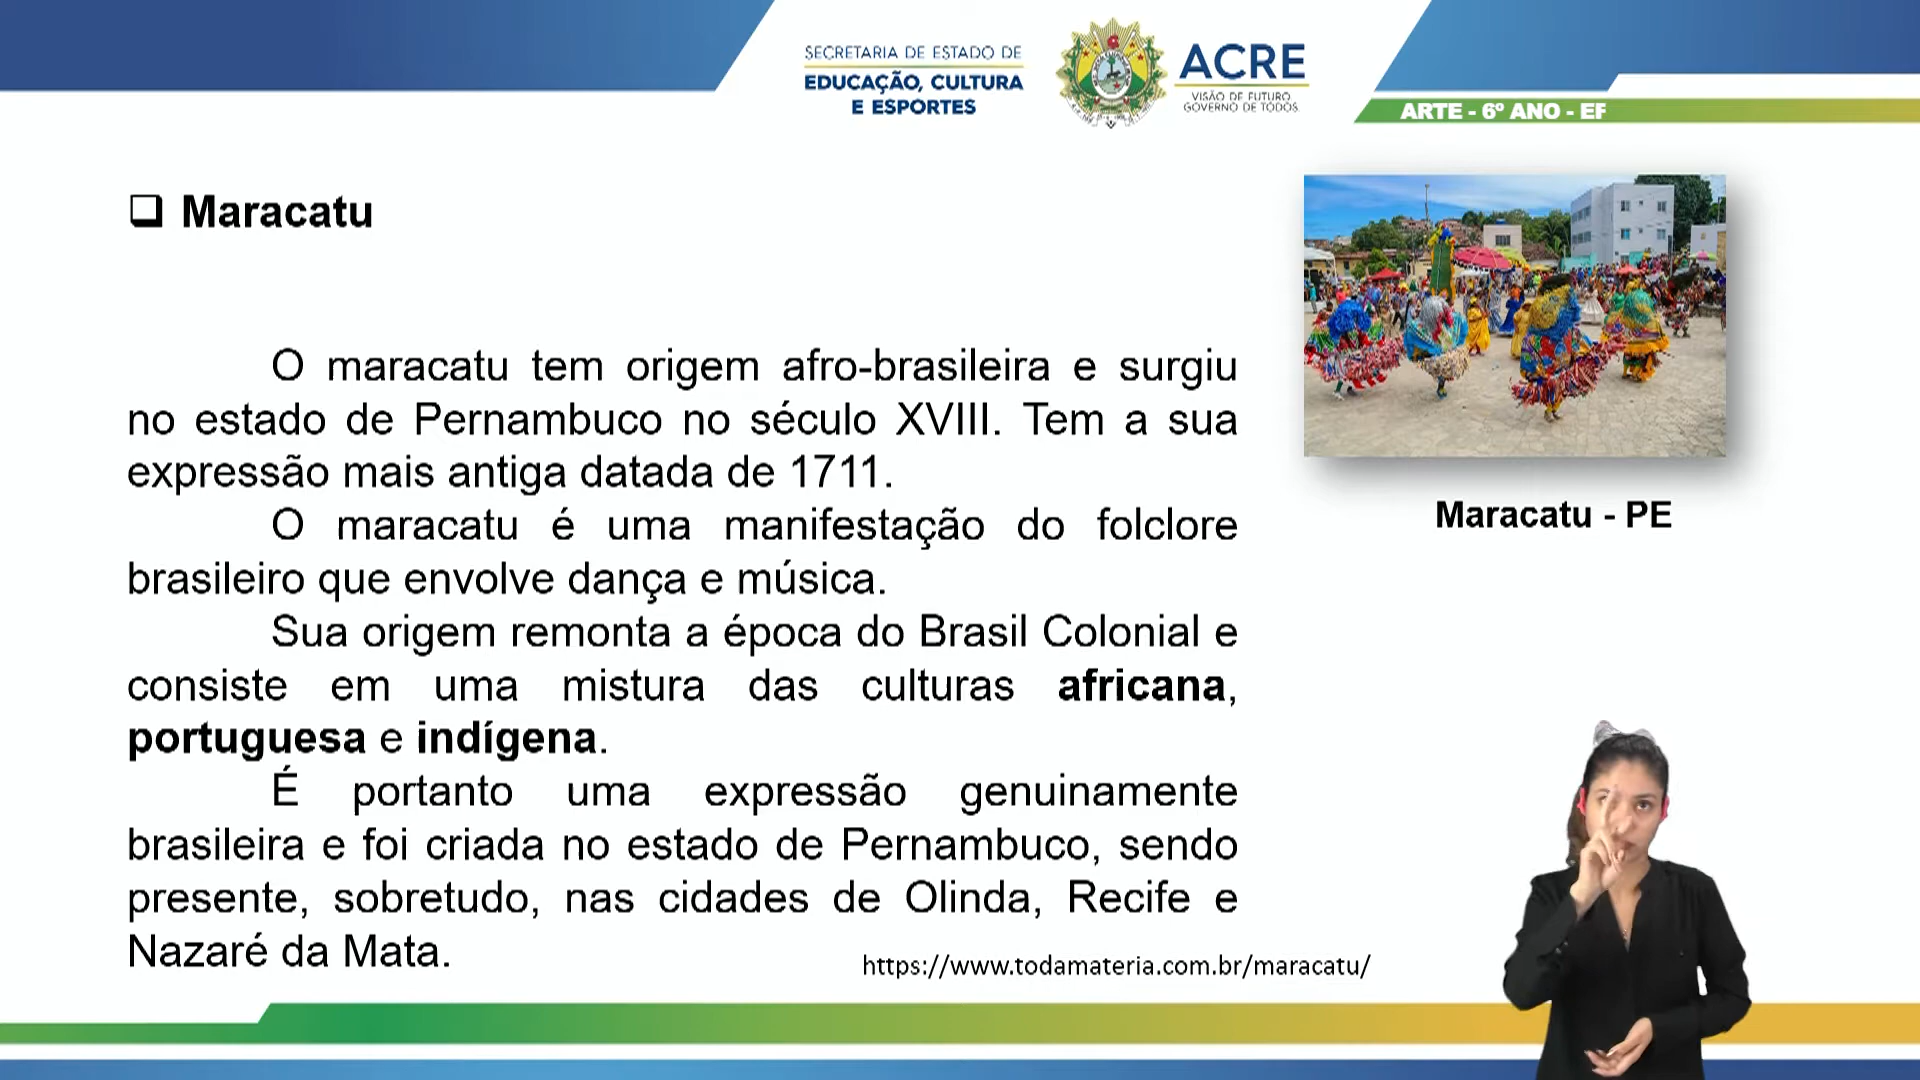 SECRETARIA DE ESTADO DE
EDUCAÇÃO, CULTURA
E ESPORTES
ACRE
VISÃO DE FUTURO
GOVERNO DE TODOS
ARTE - 6º ANO - EF
Maracatu
O maracatu tem origem afro-brasileira e surgiu
no estado de Pernambuco no século XVIII. Tem a sua
expressão mais antiga datada de 1711.
O maracatu é uma manifestação do folclore
brasileiro que envolve dança e música.
Sua origem remonta a época do Brasil Colonial e
consiste em uma mistura das culturas africana,
portuguesa e indígena.
É portanto uma expressão genuinamente
brasileira e foi criada no estado de Pernambuco, sendo
presente, sobretudo, nas cidades de Olinda, Recife e
Nazaré da Mata.
https://www.todamateria.com.br/maracatu/
Maracatu - PE